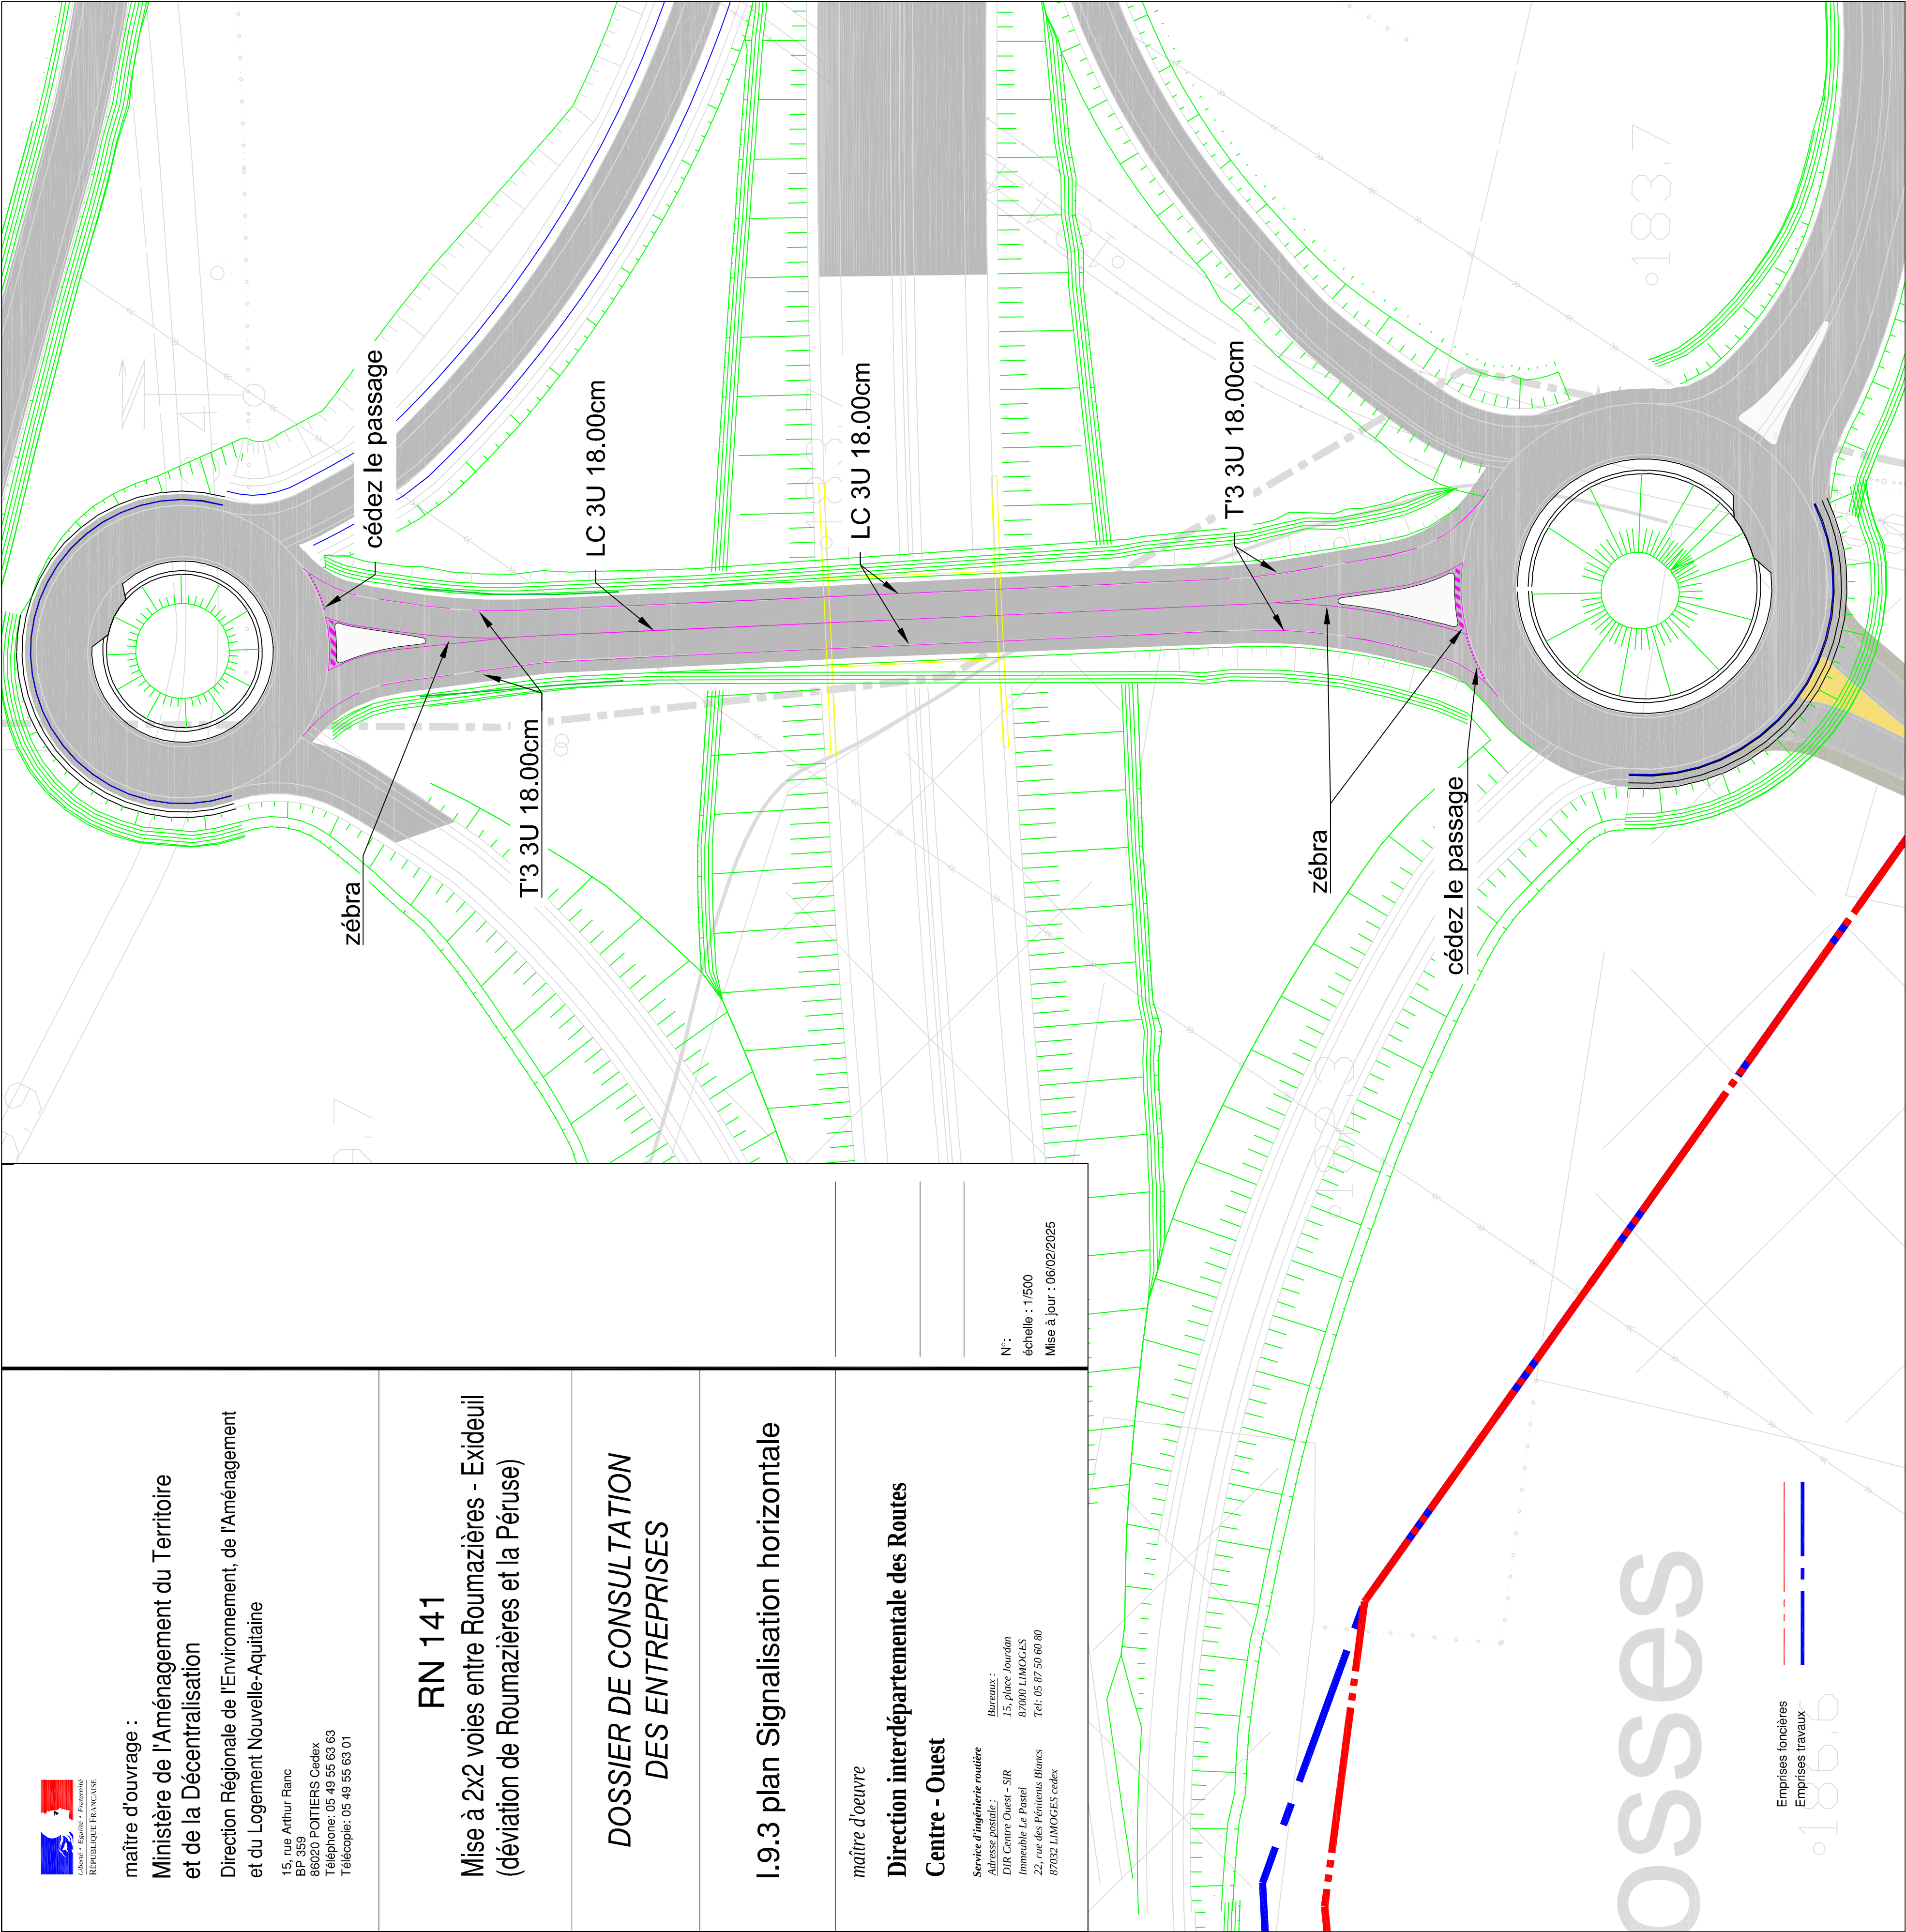 Liberté • Egalité • Fraternité
RÉPUBLIQUE FRANÇAISE
maître d'ouvrage :
Ministère de l'Aménagement du Territoire
et de la Décentralisation
Direction Régionale de l'Environnement, de l'Aménagement
et du Logement Nouvelle-Aquitaine
15, rue Arthur Ranc
BP 359
86020 POITIERS Cedex
Téléphone: 05 49 55 63 63
Télécopie: 05 49 55 63 01
RN 141
Mise à 2x2 voies entre Roumazières - Exideuil
(déviation de Roumazières et la Péruse)
DOSSIER DE CONSULTATION
DES ENTREPRISES
I.9.3 plan Signalisation horizontale
maître d'oeuvre
Direction interdépartementale des Routes
Centre - Ouest
Service d'ingénierie routière
Adresse postale :
DIR Centre Ouest - SIR
Immeuble Le Pastel
22, rue des Pénitents Blancs
87032 LIMOGES cedex
Bureaux :
15, place Jourdan
87000 LIMOGES
Tel: 05 87 50 60 80
N°:
échelle : 1/500
Mise à jour : 06/02/2025
zébra
cédez le passage
T'3 3U 18.00cm
LC 3U 18.00cm
LC 3U 18.00cm
T'3 3U 18.00cm
zébra
cédez le passage
183,7
osses
186,6
Emprises foncières
Emprises travaux